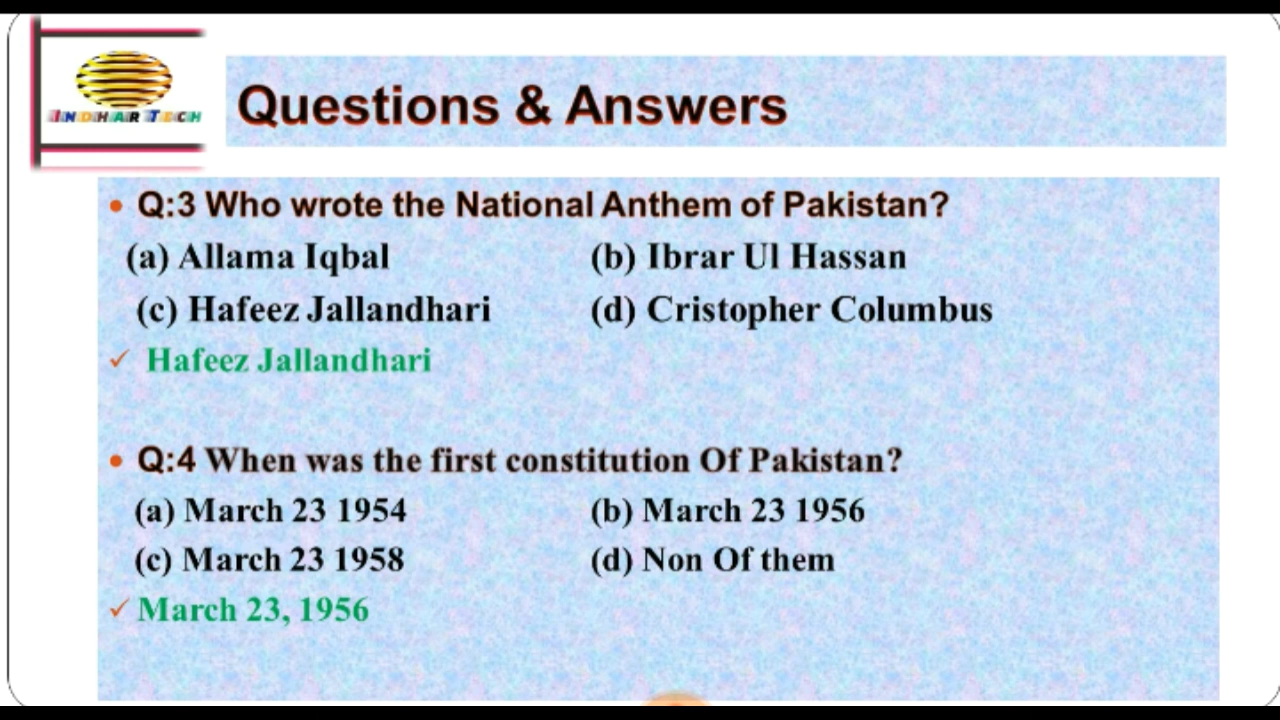 INDHAR TECH
Questions & Answers
• Q:3 Who wrote the National Anthem of Pakistan?
(a) Allama Iqbal (b) Ibrar Ul Hassan
(c) Hafeez Jallandhari (d) Cristopher Columbus
✓ Hafeez Jallandhari
• Q:4 When was the first constitution Of Pakistan?
(a) March 23 1954 (b) March 23 1956
(c) March 23 1958 (d) Non Of them
✓ March 23, 1956